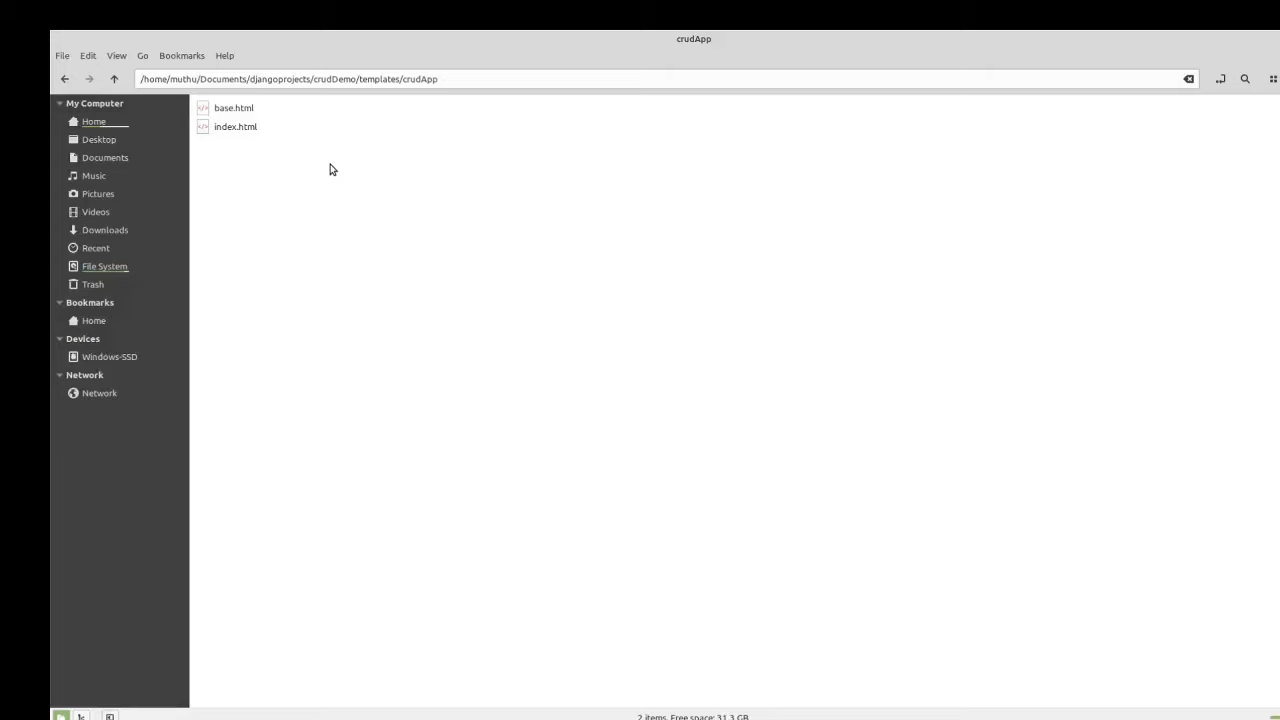 crudApp
File Edit View Go Bookmarks Help
/home/muthu/Documents/djangoprojects/crudDemo/templates/crudApp
My Computer
Home
Desktop
Documents
Music
Pictures
Videos
Downloads
Recent
File System
Trash
Bookmarks
Home
Devices
Windows-SSD
Network
Network
base.html
index.html
2 items, Free space: 31.3 GB